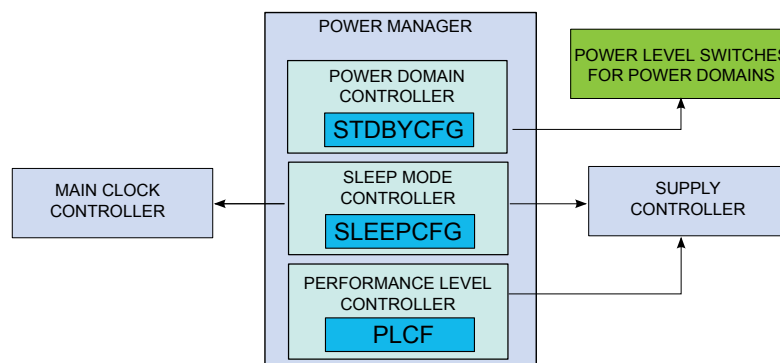 POWER MANAGER
POWER DOMAIN
CONTROLLER
STDBYCFG
POWER LEVEL SWITCHES
FOR POWER DOMAINS
MAIN CLOCK
CONTROLLER
SLEEP MODE
CONTROLLER
SLEEPCFG
SUPPLY
CONTROLLER
PERFORMANCE LEVEL
CONTROLLER
PLCF